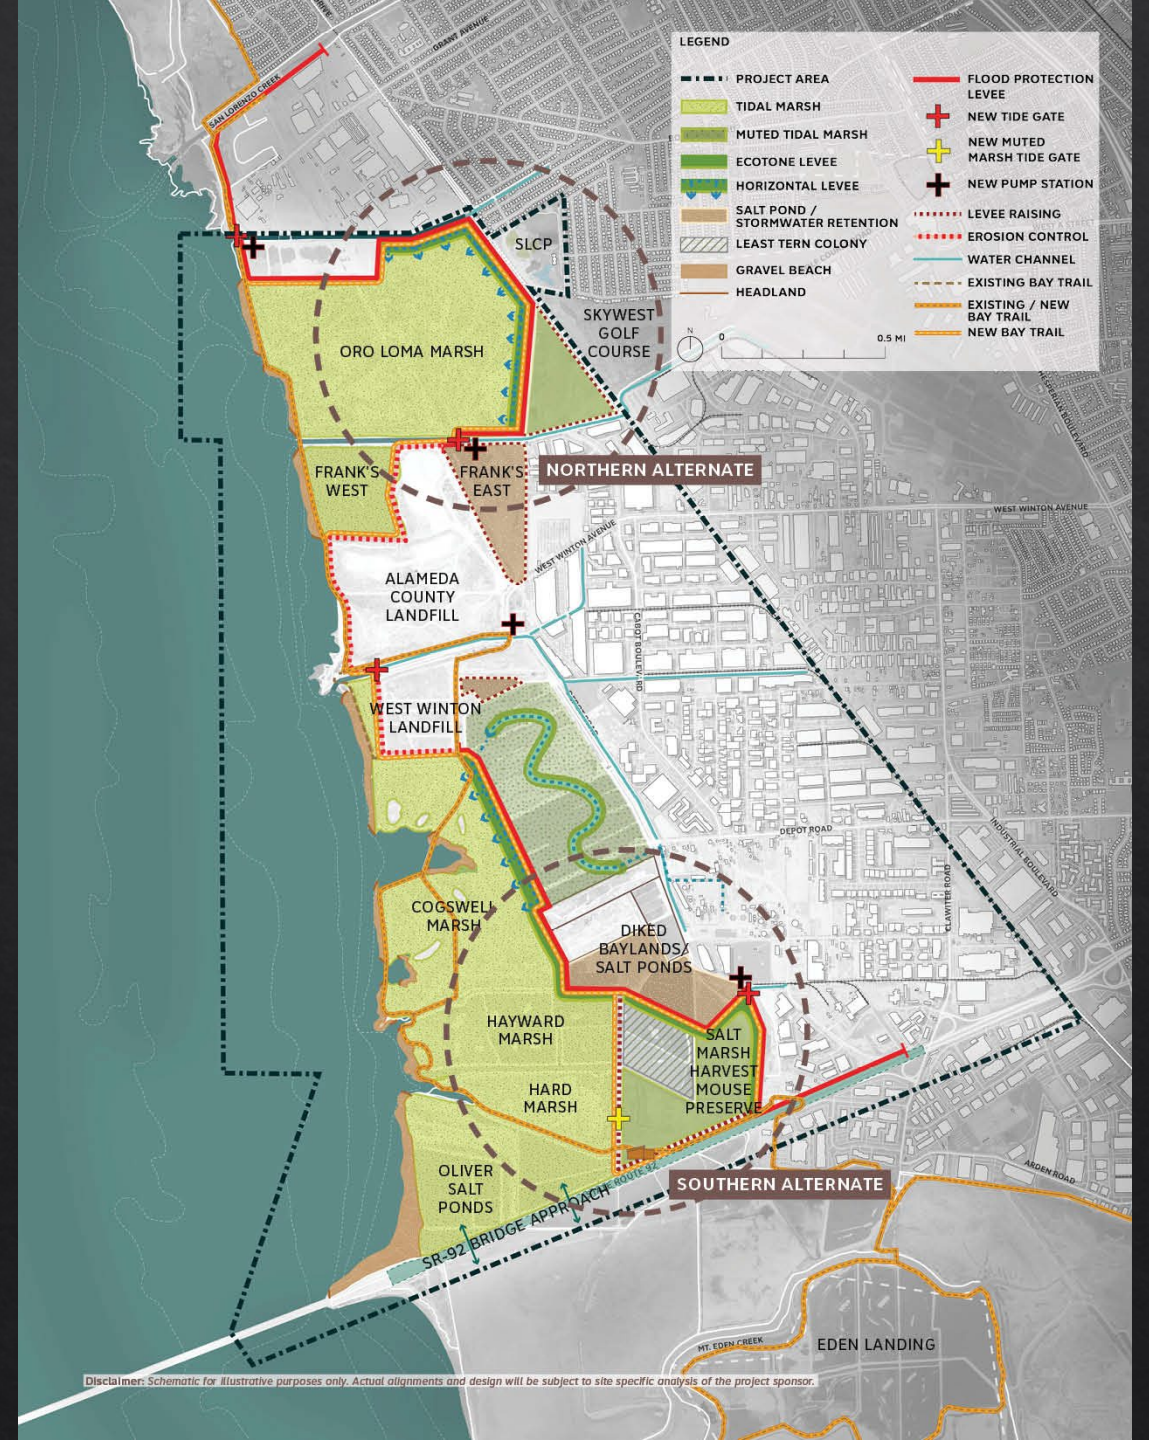 GRANT AVENUE
SAN LORENZO CREEK
LEGEND
PROJECT AREA
TIDAL MARSH
MUTED TIDAL MARSH
ECOTONE LEVEE
HORIZONTAL LEVEE
SALT POND /
STORMWATER RETENTION
LEAST TERN COLONY
GRAVEL BEACH
HEADLAND
FLOOD PROTECTION
LEVEE
NEW TIDE GATE
NEW MUTED
MARSH TIDE GATE
NEW PUMP STATION
LEVEE RAISING
EROSION CONTROL
WATER CHANNEL
EXISTING BAY TRAIL
EXISTING / NEW
BAY TRAIL
NEW BAY TRAIL
N
0
0.5 MI
SLCP
SKYWEST
GOLF
COURSE
ORO LOMA MARSH
HESPERIAN BOULEVARD
FRANK'S
WEST
FRANK'S
EAST
NORTHERN ALTERNATE
WEST WINTON AVENUE
WEST WINTON AVENUE
ALAMEDA
COUNTY
LANDFILL
CABOT BOULEVARD
WEST WINTON
LANDFILL
DEPOT ROAD
INDUSTRIAL BOULEVARD
CLAWITER ROAD
COGSWELL
MARSH
DIKED
BAYLANDS/
SALT PONDS
HAYWARD
MARSH
SALT
MARSH
HARVEST
MOUSE
PRESERVE
HARD
MARSH
OLIVER
SALT
PONDS
ROUTE 92
SR-92 BRIDGE APPROACH
SOUTHERN ALTERNATE
ARDEN ROAD
MT. EDEN CREEK
EDEN LANDING
Disclaimer: Schematic for illustrative purposes only. Actual alignments and design will be subject to site specific analysis of the project sponsor.